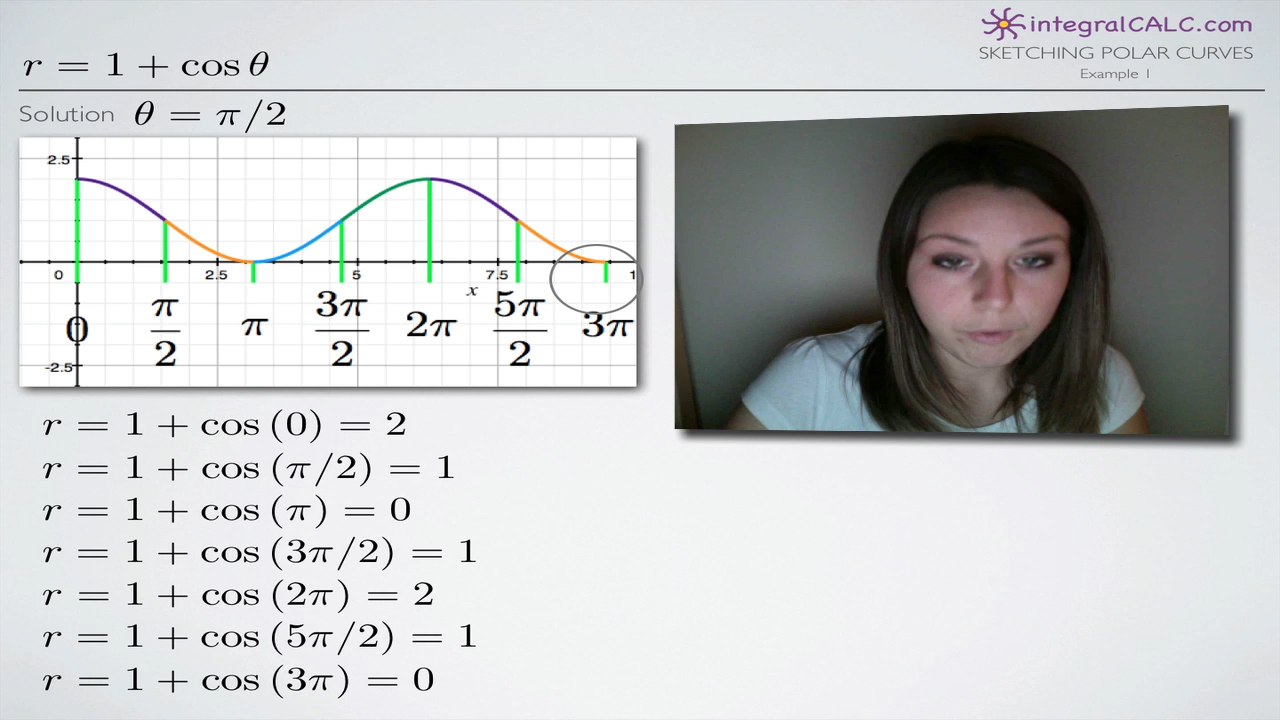 integralCALC.com
SKETCHING POLAR CURVES
Example 1
r = 1 + cos θ
Solution θ = π/2
2.5
0 2.5 5 7.5 1
x
0 π/2 π 3π/2 2π 5π/2 3π
-2.5
r = 1 + cos (0) = 2
r = 1 + cos (π/2) = 1
r = 1 + cos (π) = 0
r = 1 + cos (3π/2) = 1
r = 1 + cos (2π) = 2
r = 1 + cos (5π/2) = 1
r = 1 + cos (3π) = 0